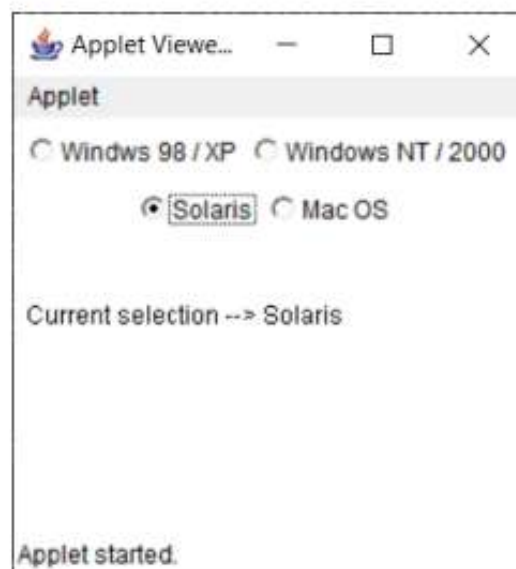 Applet Viewe...
Applet
Windws 98 / XP Windows NT / 2000
Solaris Mac OS
Current selection --> Solaris
Applet started.